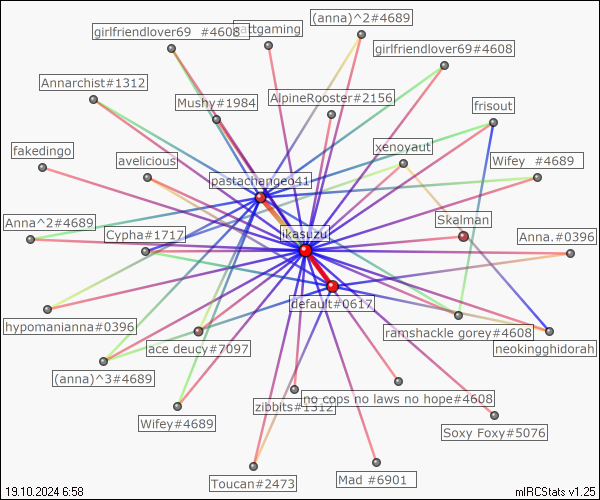 (anna)^2#4689
girlfriendlover69 #4608
attgaming
girlfriendlover69#4608
Annarchist#1312
Mushy#1984
AlpineRooster#2156
frisout
fakedingo
avelicious
xenoyaut
Wifey #4689
pastachangeo41
Anna^2#4689
Cypha#1717
jkasuzu
Skalman
Anna.#0396
default#0617
hypomanianna#0396
ace deucy#7097
ramshackle gorey#4608
neokingghidorah
(anna)^3#4689
no cops no laws no hope#4608
zibbits#1312
Wifey#4689
Soxy Foxy#5076
Toucan#2473
Mad #6901
19.10.2024 6:58
mIRCStats v1.25